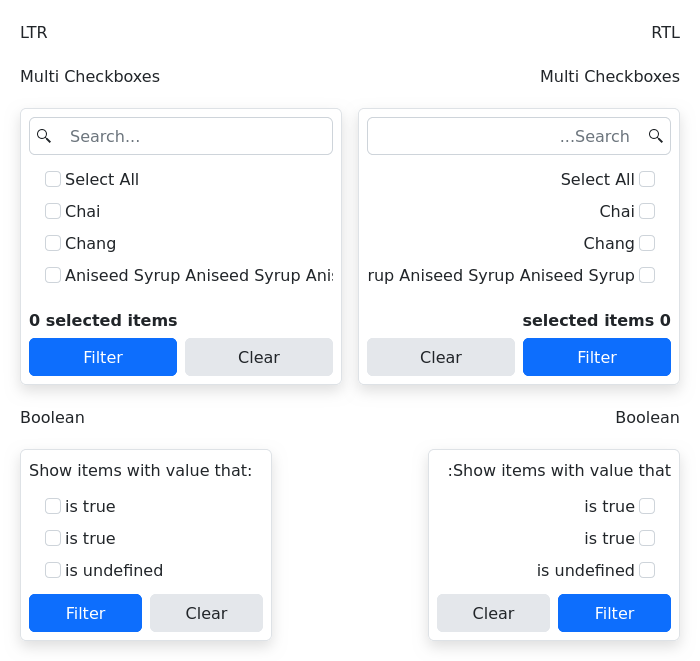 LTR
RTL
Multi Checkboxes
Multi Checkboxes
Search...
...Search
Select All
Select All
Chai
Chai
Chang
Chang
Aniseed Syrup Aniseed Syrup
Aniseed Syrup Aniseed Syrup
0 selected items
selected items 0
Filter
Clear
Clear
Filter
Boolean
Boolean
Show items with value that:
:Show items with value that
is true
is true
is true
is true
is undefined
is undefined
Filter
Clear
Clear
Filter